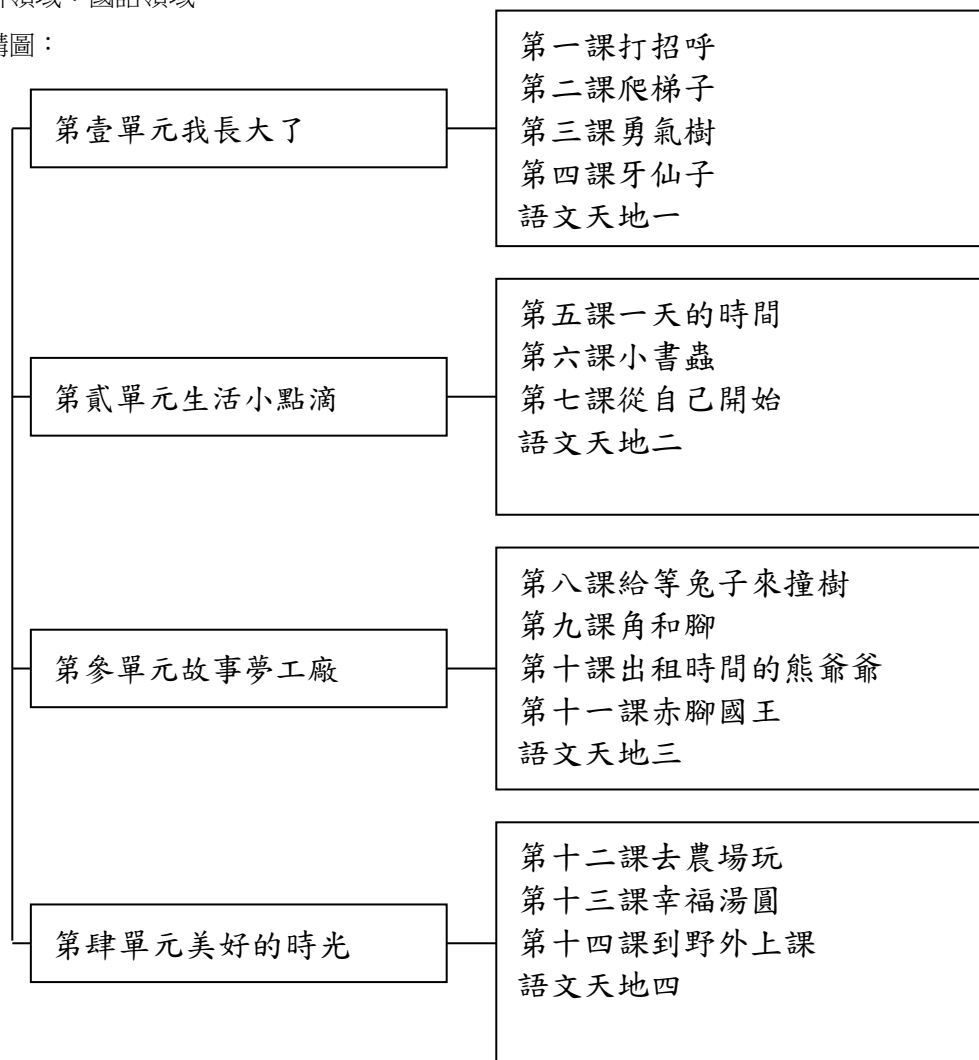 領域：國語領域
構圖：
第壹單元我長大了
第一課打招呼
第二課爬梯子
第三課勇氣樹
第四課牙仙子
語文天地一
第貳單元生活小點滴
第五課一天的時間
第六課小書蟲
第七課從自己開始
語文天地二
第參單元故事夢工廠
第八課給等兔子來撞樹
第九課角和腳
第十課出租時間的熊爺爺
第十一課赤腳國王
語文天地三
第肆單元美好的時光
第十二課去農場玩
第十三課幸福湯圓
第十四課到野外上課
語文天地四